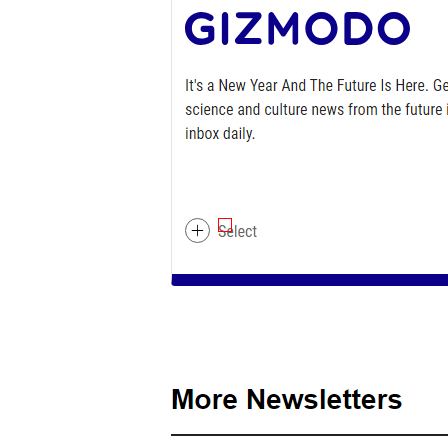 GIZMODO
It's a New Year And The Future Is Here. Ge
science and culture news from the future i
inbox daily.
Select
More Newsletters